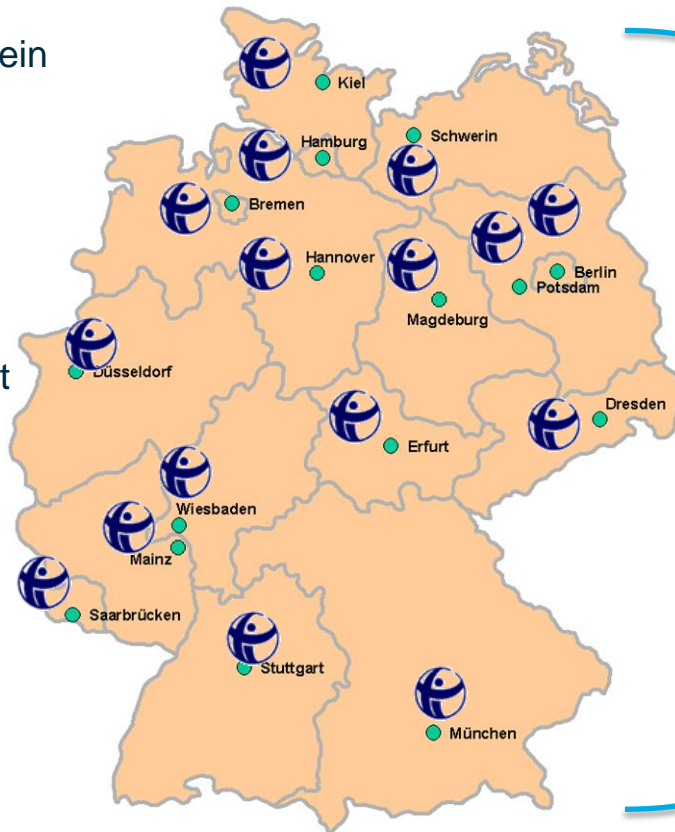 ein
Kiel
Schwerin
Hamburg
Bremen
Hannover
Berlin
Potsdam
Magdeburg
Düsseldorf
t
Dresden
Erfurt
Wiesbaden
Mainz
Saarbrücken
Stuttgart
München